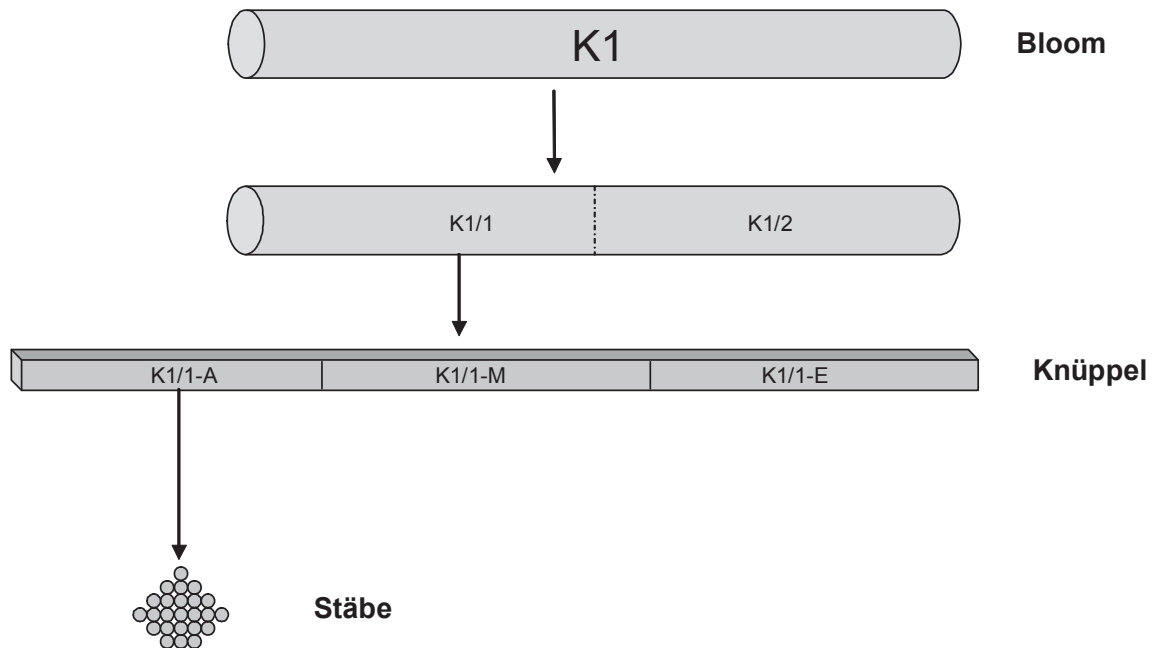 K1
Bloom
K1/1
K1/2
K1/1-A
K1/1-M
K1/1-E
Knüppel
Stäbe